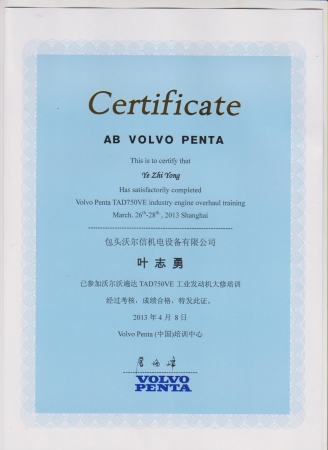 Certificate
AB VOLVO PENTA
This is to certify that
Ye Zhi Yong
Has satisfactorily completed
Volvo Penta TAD750VE industry engine overhaul training
March. 26th-28th , 2013 Shanghai
包头沃尔信机电设备有限公司
叶志勇
已参加沃尔沃遍达 TAD750VE 工业发动机大修培训
经过考核，成绩合格，特发此证。
2013 年 4 月 8 日
Volvo Penta (中国)培训中心
VOLVO
PENTA